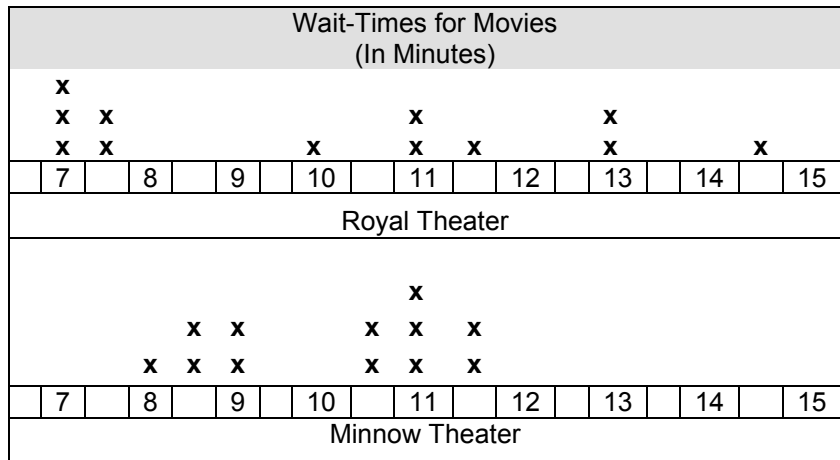 Wait-Times for Movies
(In Minutes)
x
x x x x
x x x x x x x
7 8 9 10 11 12 13 14 15
Royal Theater
x
x x x x x
x x x x x x
7 8 9 10 11 12 13 14 15
Minnow Theater